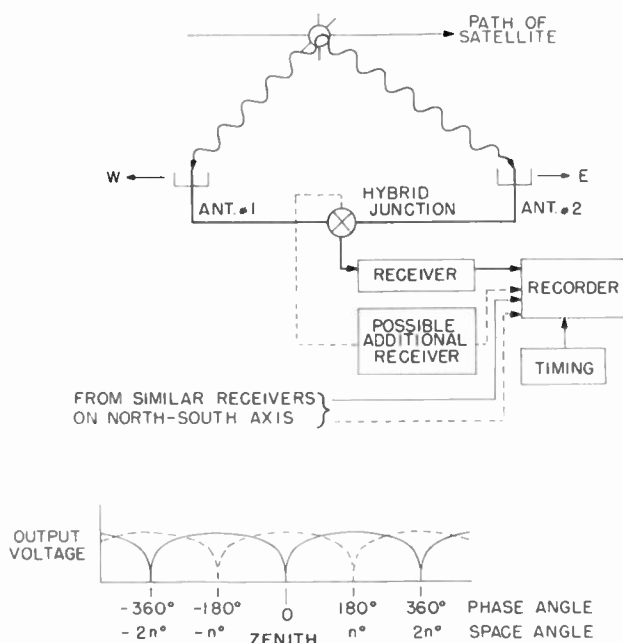 PATH OF
SATELLITE
W
E
ANT. #1
HYBRID
JUNCTION
ANT. #2
RECEIVER
RECORDER
POSSIBLE
ADDITIONAL
RECEIVER
TIMING
FROM SIMILAR RECEIVERS
ON NORTH-SOUTH AXIS
OUTPUT
VOLTAGE
-360° -180° 0 180° 360° PHASE ANGLE
-2n° -n° ZENITH n° 2n° SPACE ANGLE